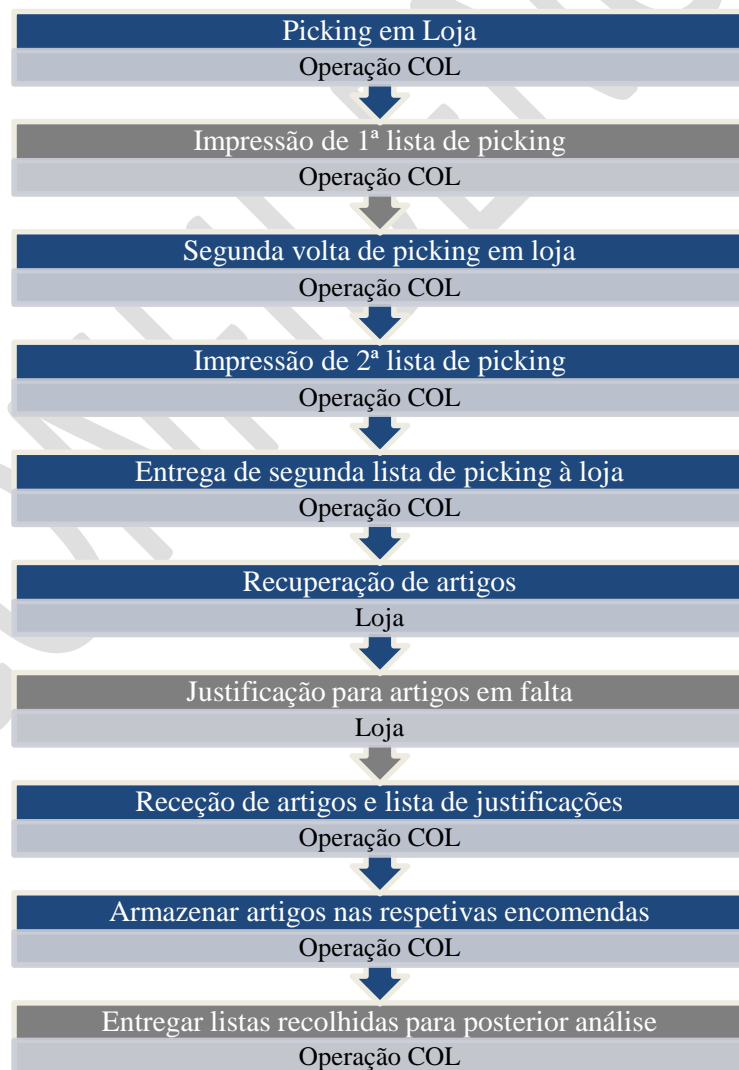 Picking em Loja
Operação COL
Impressão de 1ª lista de picking
Operação COL
Segunda volta de picking em loja
Operação COL
Impressão de 2ª lista de picking
Operação COL
Entrega de segunda lista de picking à loja
Operação COL
Recuperação de artigos
Loja
Justificação para artigos em falta
Loja
Receção de artigos e lista de justificações
Operação COL
Armazenar artigos nas respetivas encomendas
Operação COL
Entregar listas recolhidas para posterior análise
Operação COL